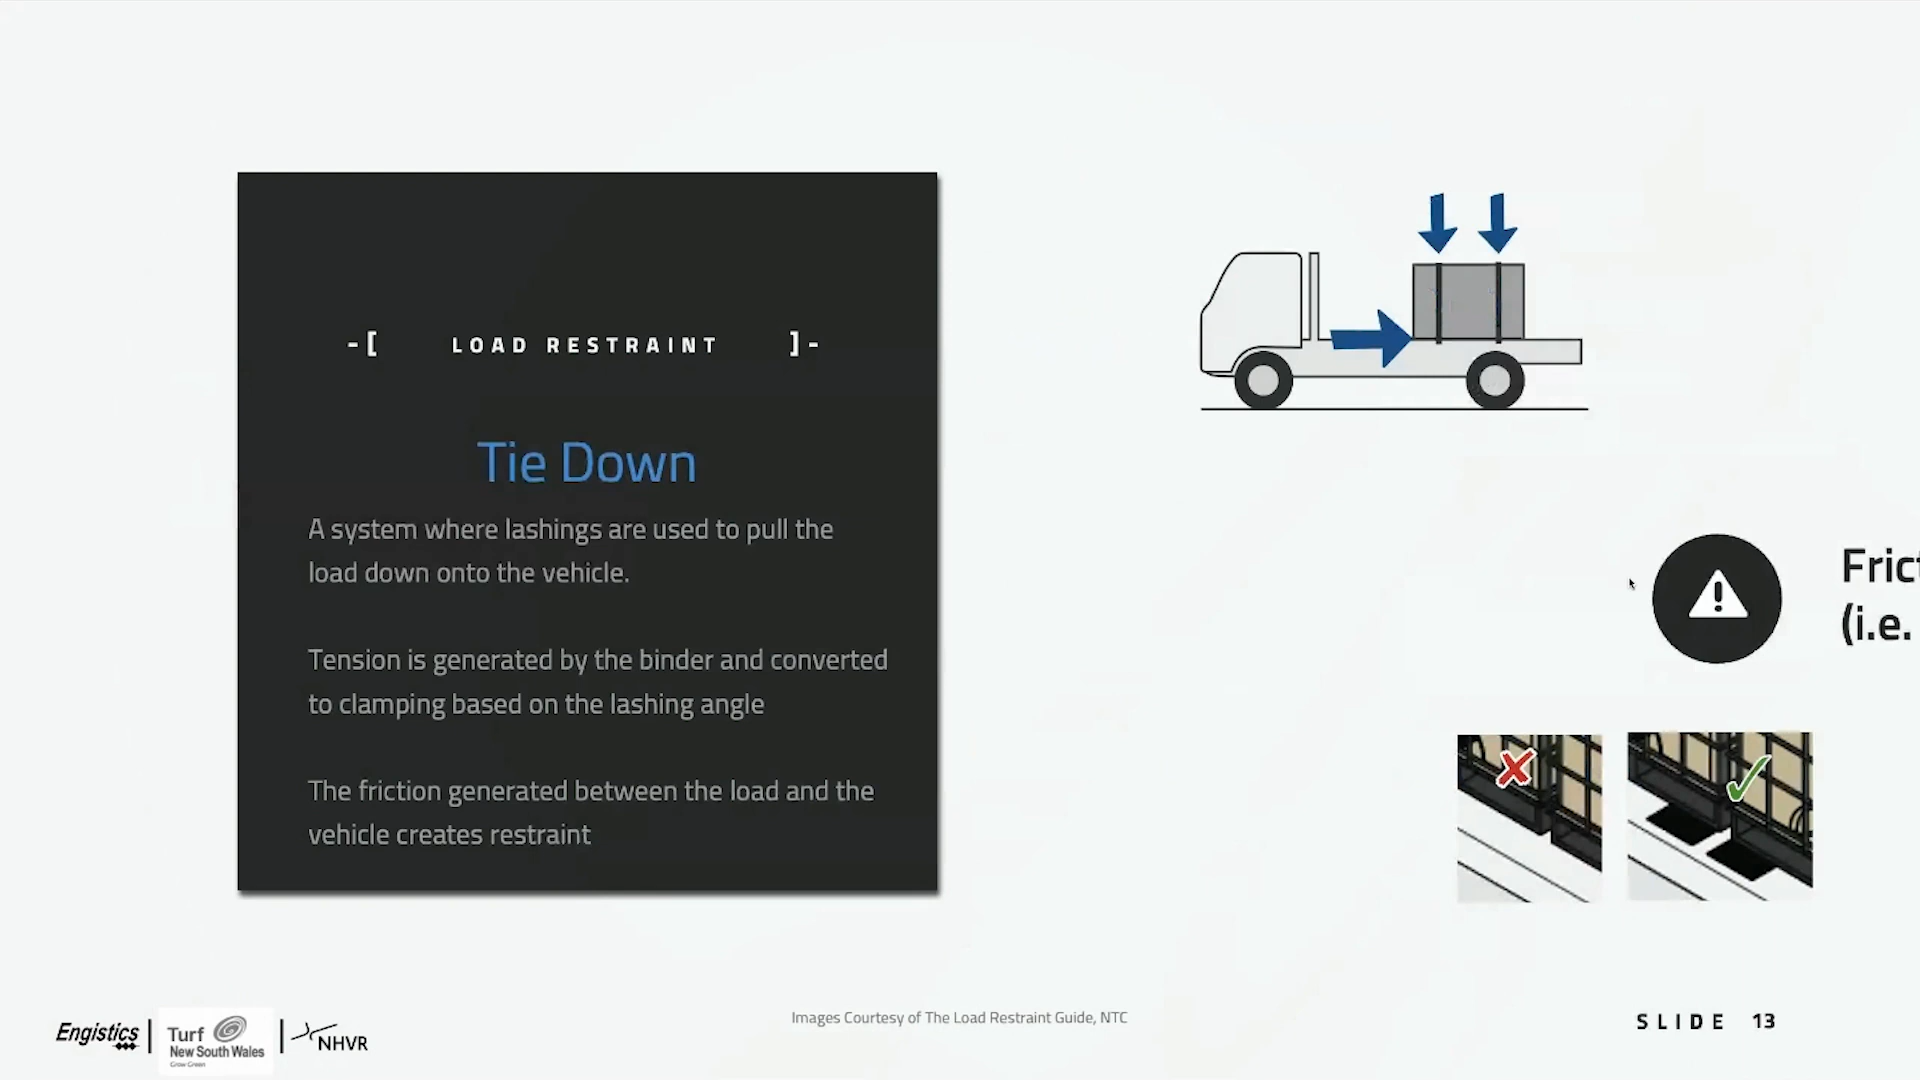 -[ LOAD RESTRAINT ]-
Tie Down
A system where lashings are used to pull the
load down onto the vehicle.
Tension is generated by the binder and converted
to clamping based on the lashing angle
The friction generated between the load and the
vehicle creates restraint
(i.e.
Engistics
Turf
New South Wales
Grow Green
NHVR
Images Courtesy of The Load Restraint Guide, NTC
SLIDE 13